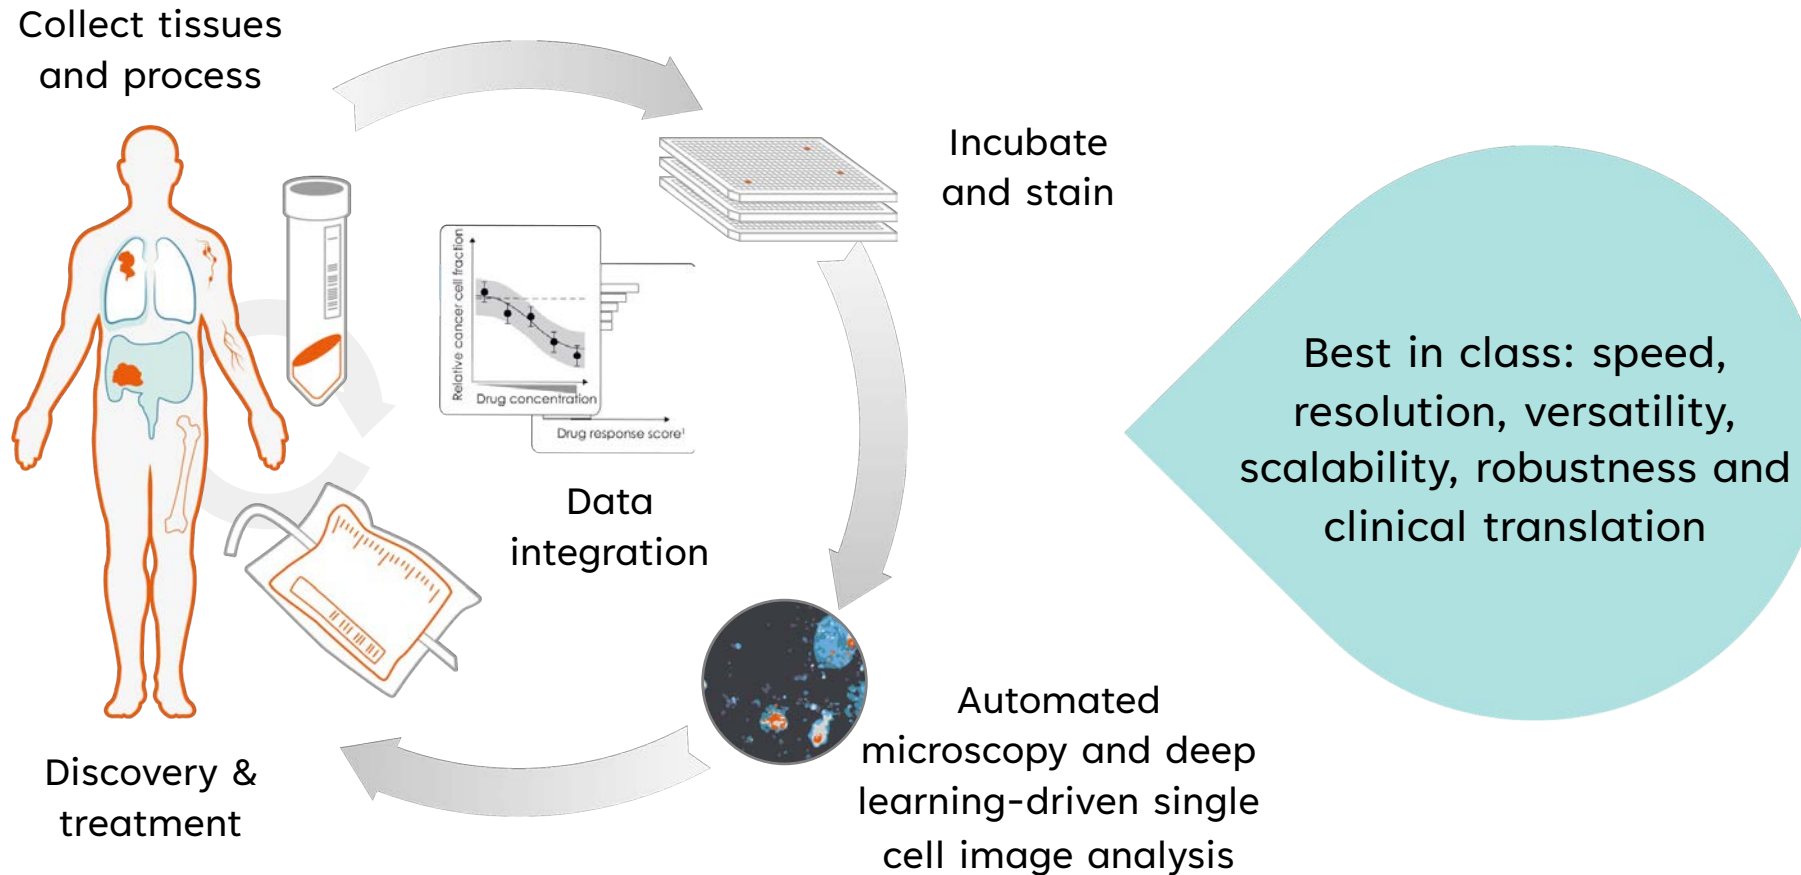 Collect tissues
and process
Incubate
and stain
Relative cancer cell fraction
Drug concentration
Drug response score¹
Data
integration
Best in class: speed,
resolution, versatility,
scalability, robustness and
clinical translation
Automated
microscopy and deep
learning-driven single
cell image analysis
Discovery &
treatment